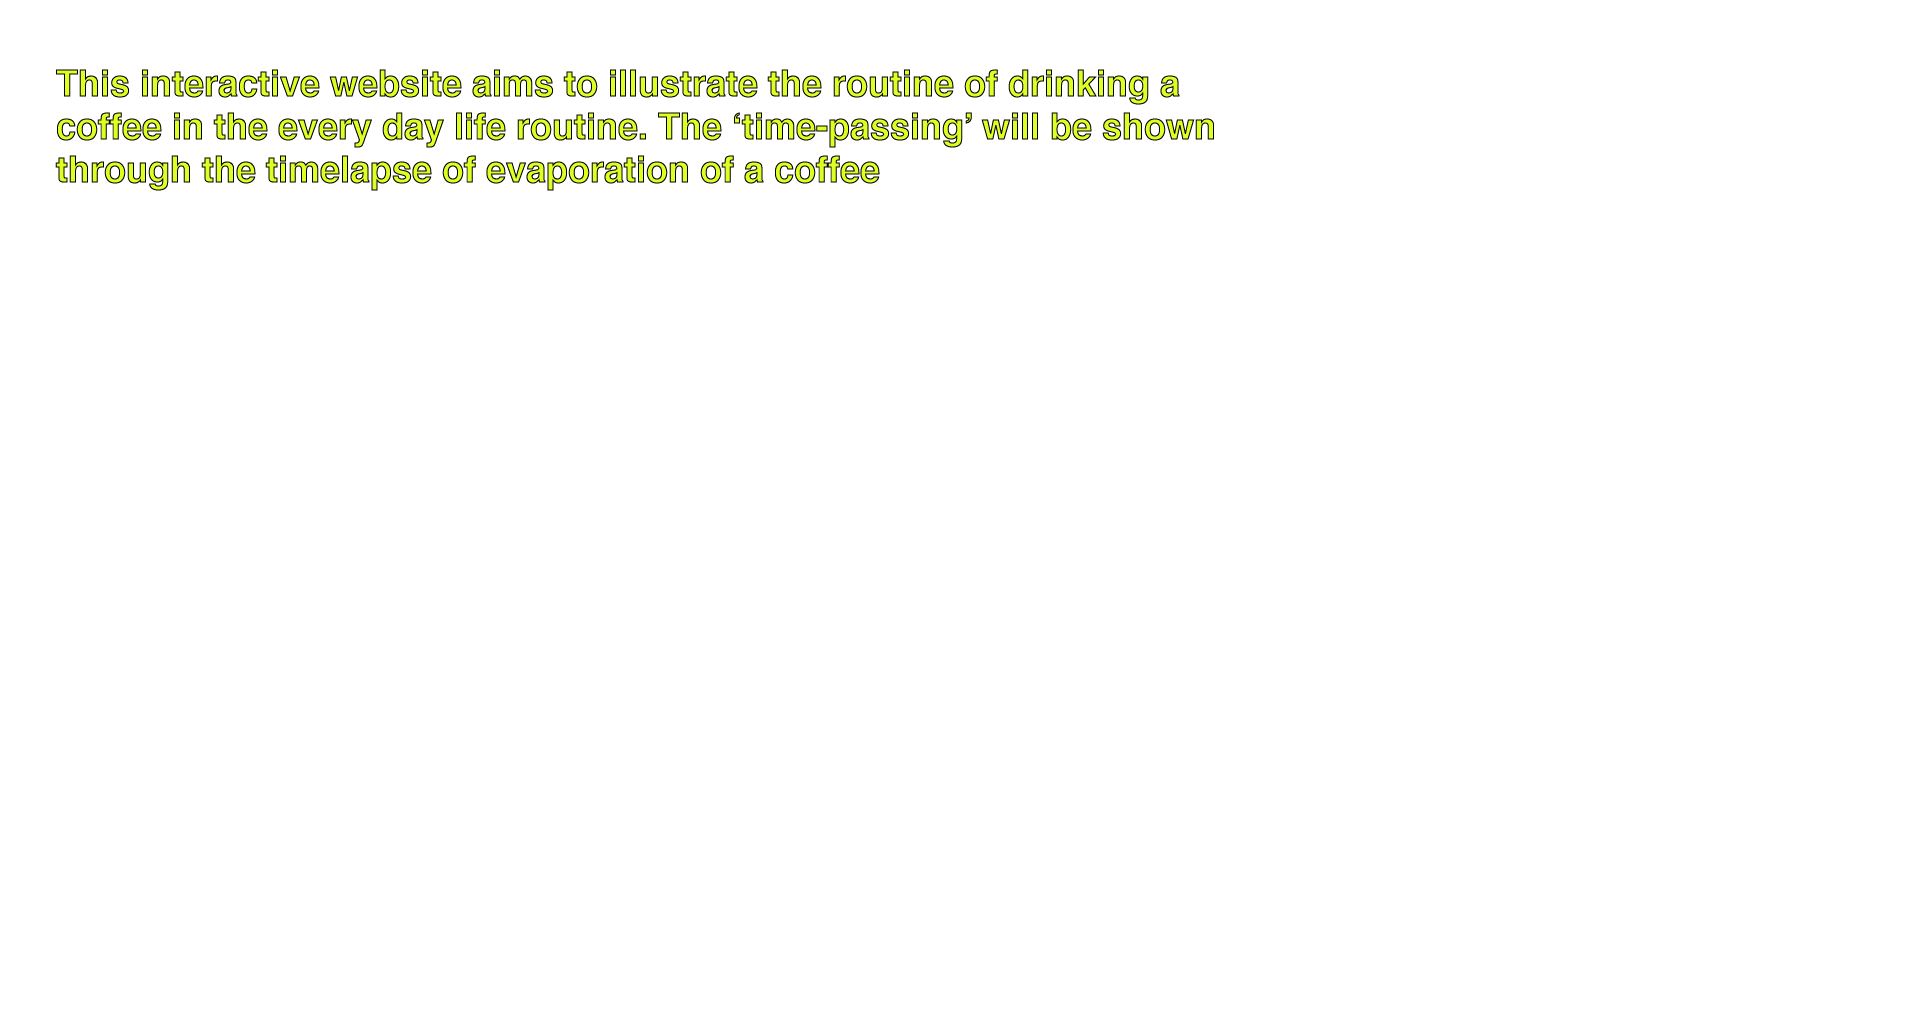 This interactive website aims to illustrate the routine of drinking a
coffee in the every day life routine. The ‘time-passing’ will be shown
through the timelapse of evaporation of a coffee